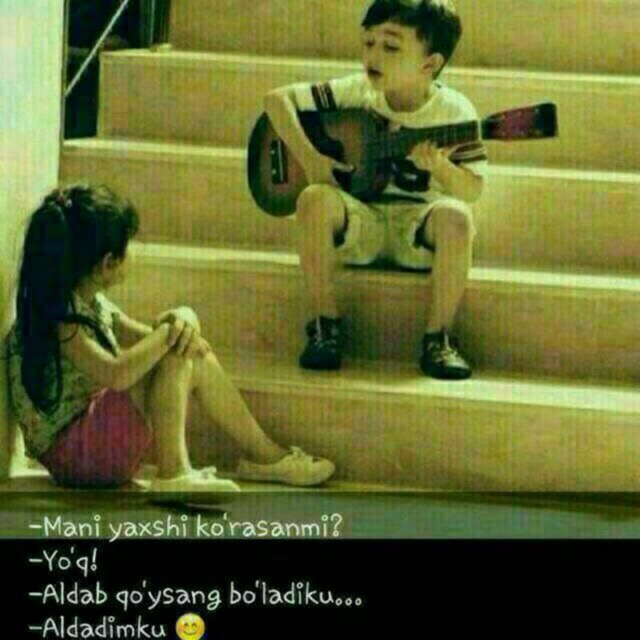 -Mani yaxshi ko'rasanmi?
-Yo'q!
-Aldab qo'ysang bo'ladiku...
-Aldadimku 😊